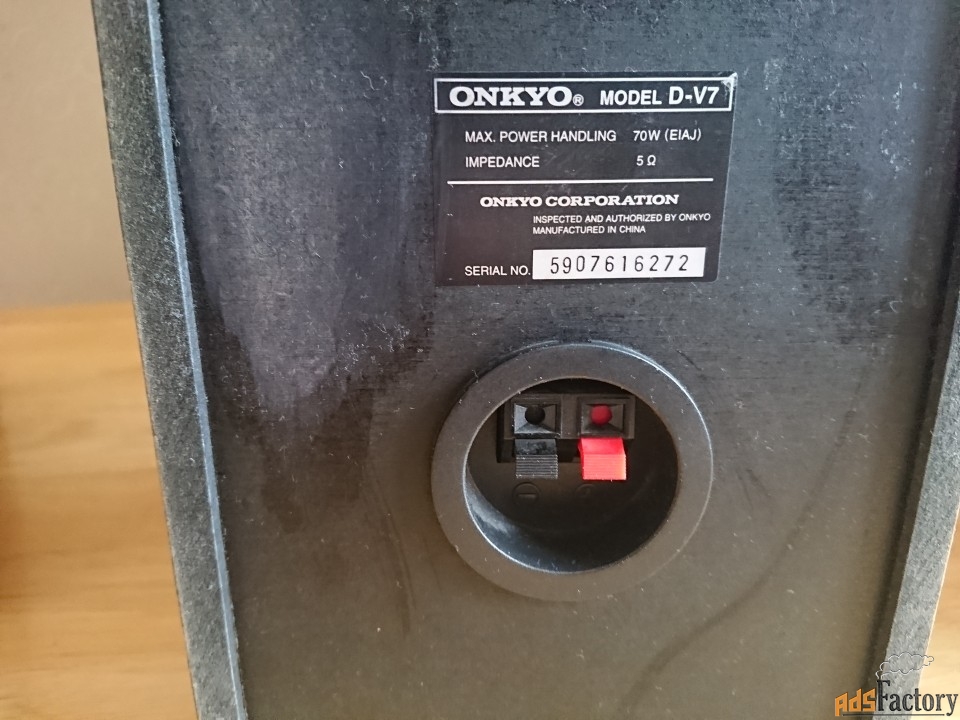 ONKYO® MODEL D-V7
MAX. POWER HANDLING 70W (EIAJ)
IMPEDANCE 5 Ω
ONKYO CORPORATION
INSPECTED AND AUTHORIZED BY ONKYO
MANUFACTURED IN CHINA
SERIAL NO. 5907616272
AdsFactory